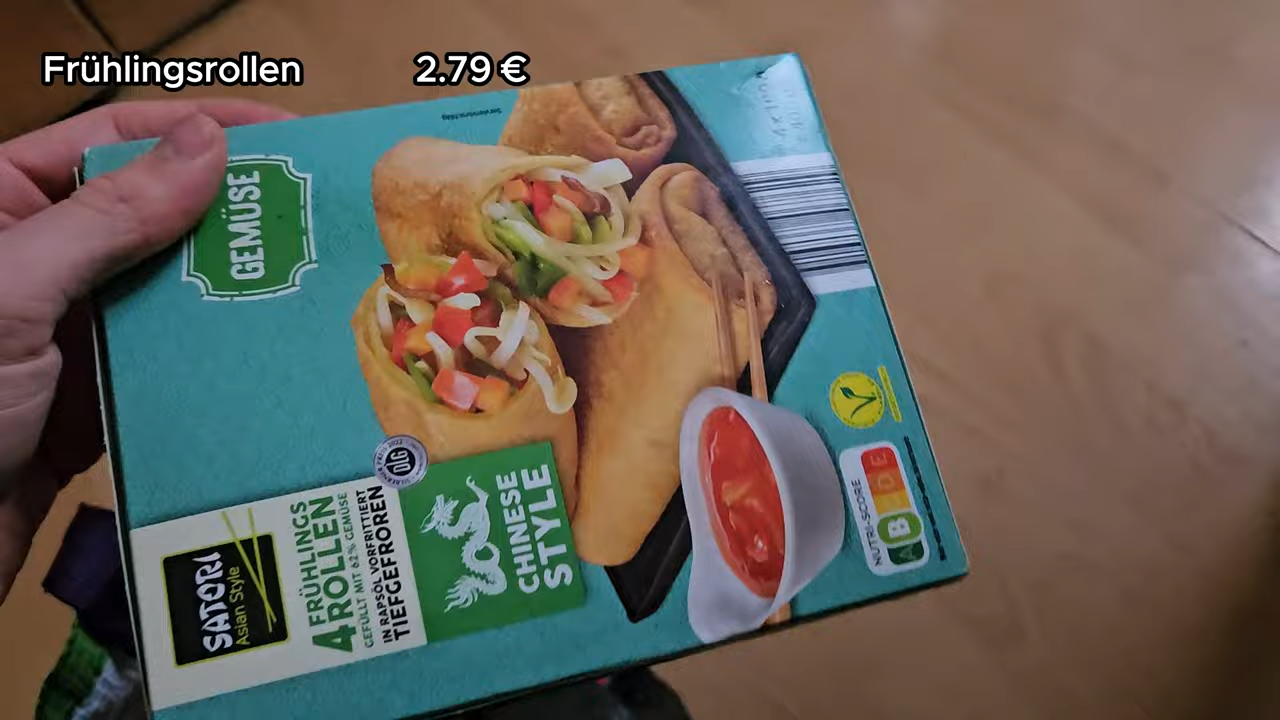 Frühlingsrollen 2.79 €
GEMÜSE
SATORI
Asian Style
4 FRÜHLINGS
ROLLEN
GEFÜLLT MIT 62% GEMÜSE
IN RAPSÖL VORFRITTIERT
TIEFGEFROREN
DLG
CHINESE
STYLE
NUTRI-SCORE
A B D E